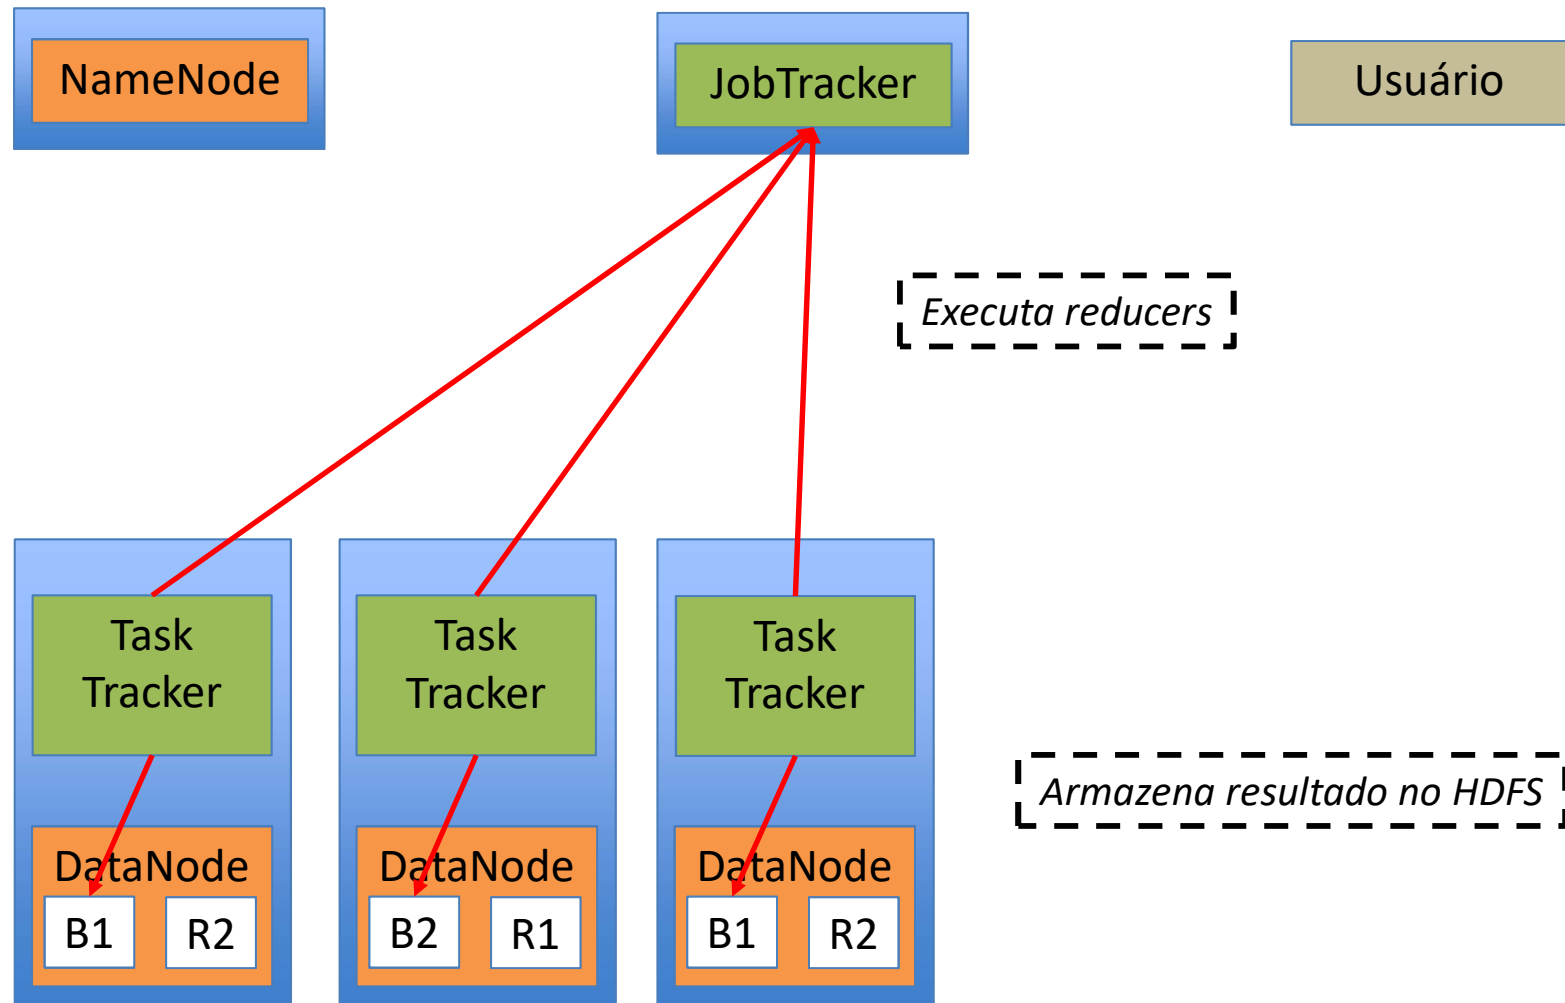 NameNode
JobTracker
Usuário
Executa reducers
Task
Tracker
Task
Tracker
Task
Tracker
Armazena resultado no HDFS
DataNode
B1
R2
DataNode
B2
R1
DataNode
B1
R2